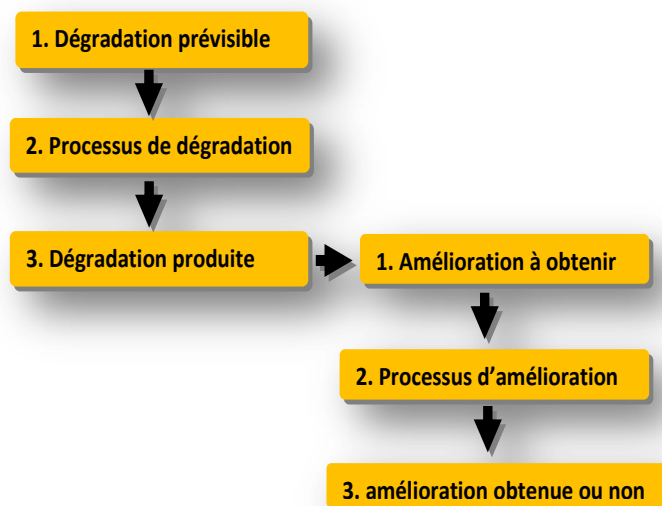 1. Dégradation prévisible
2. Processus de dégradation
3. Dégradation produite
1. Amélioration à obtenir
2. Processus d’amélioration
3. amélioration obtenue ou non